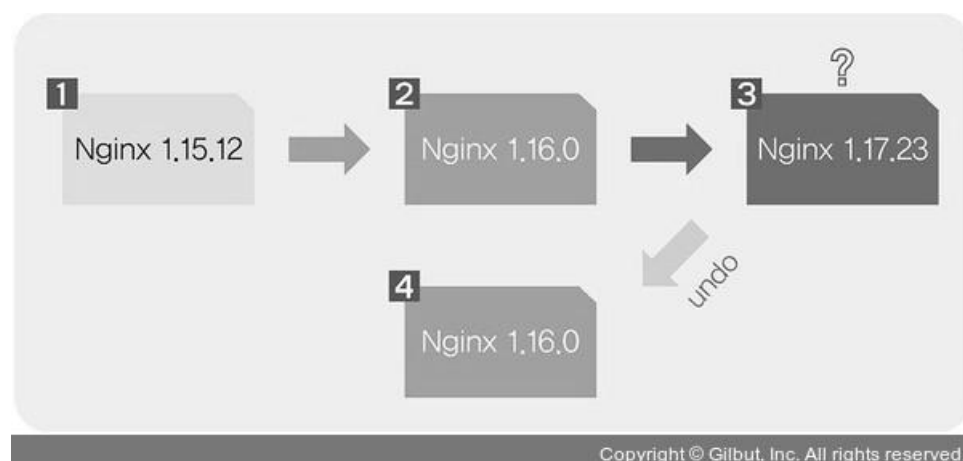 1
Nginx 1.15.12
2
Nginx 1.16.0
?
3
Nginx 1.17.23
undo
4
Nginx 1.16.0
Copyright © Gilbut, Inc. All rights reserved